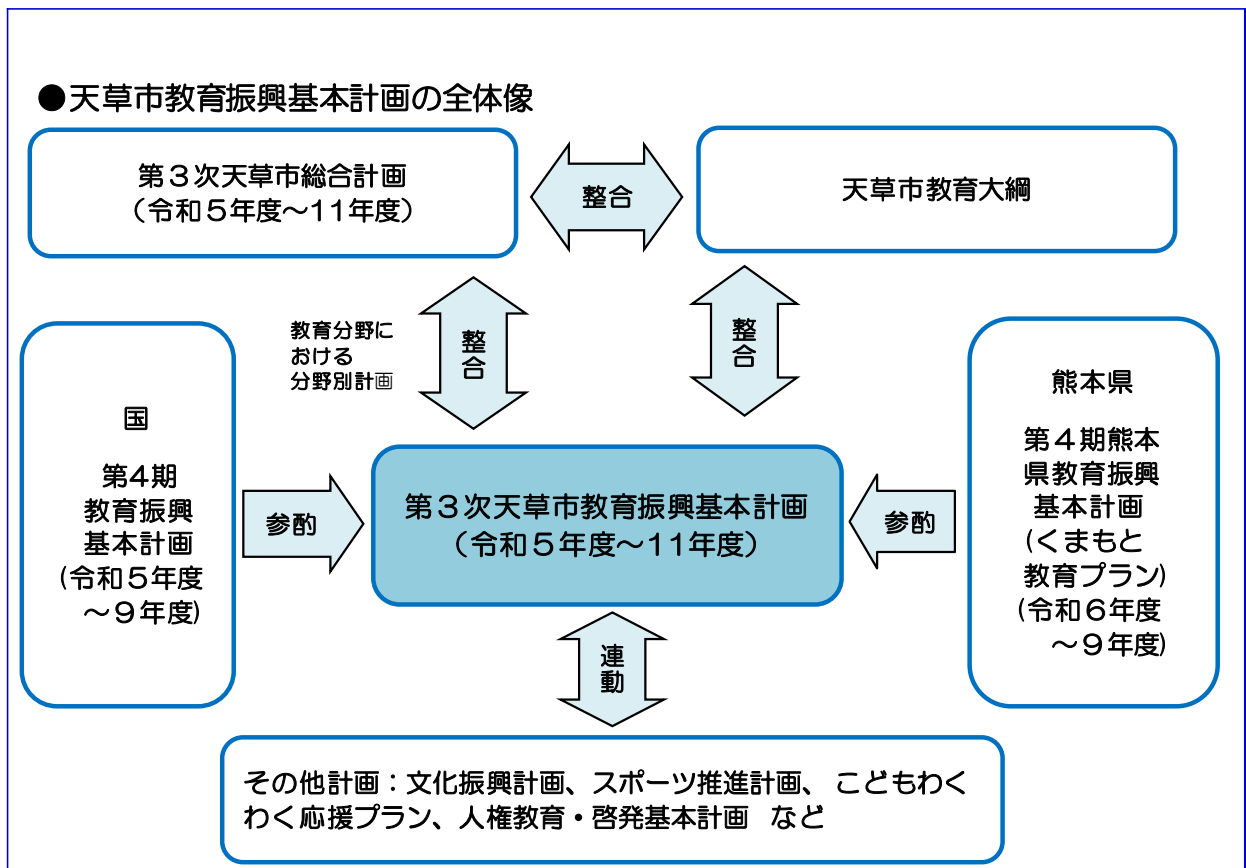 ●天草市教育振興基本計画の全体像
第３次天草市総合計画
（令和５年度～11年度）
整合
天草市教育大綱
教育分野に
おける
分野別計画
整
合
整
合
国
第4期
教育振興
基本計画
(令和５年度
～９年度)
参酌
第３次天草市教育振興基本計画
（令和５年度～11年度）
参酌
熊本県
第４期熊本
県教育振興
基本計画
(くまもと
教育プラン)
(令和６年度
～９年度)
連
動
その他計画：文化振興計画、スポーツ推進計画、こどもわく
わく応援プラン、人権教育・啓発基本計画 など